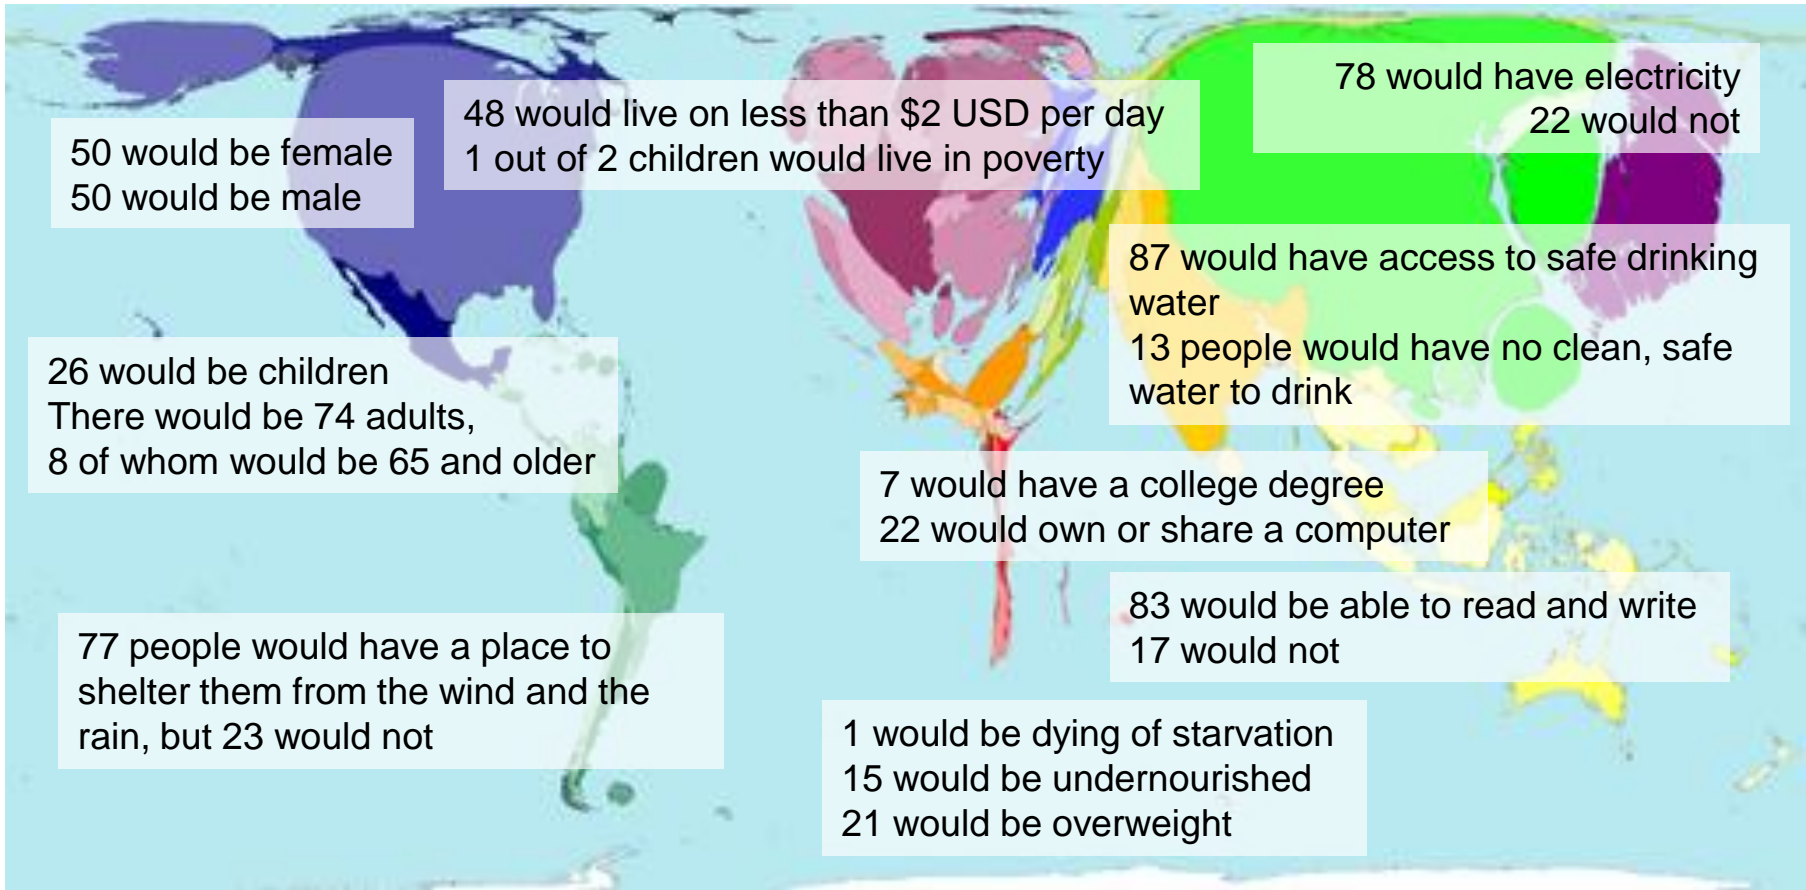 50 would be female
50 would be male
48 would live on less than $2 USD per day
1 out of 2 children would live in poverty
78 would have electricity
22 would not
87 would have access to safe drinking
water
13 people would have no clean, safe
water to drink
26 would be children
There would be 74 adults,
8 of whom would be 65 and older
7 would have a college degree
22 would own or share a computer
83 would be able to read and write
17 would not
77 people would have a place to
shelter them from the wind and the
rain, but 23 would not
1 would be dying of starvation
15 would be undernourished
21 would be overweight